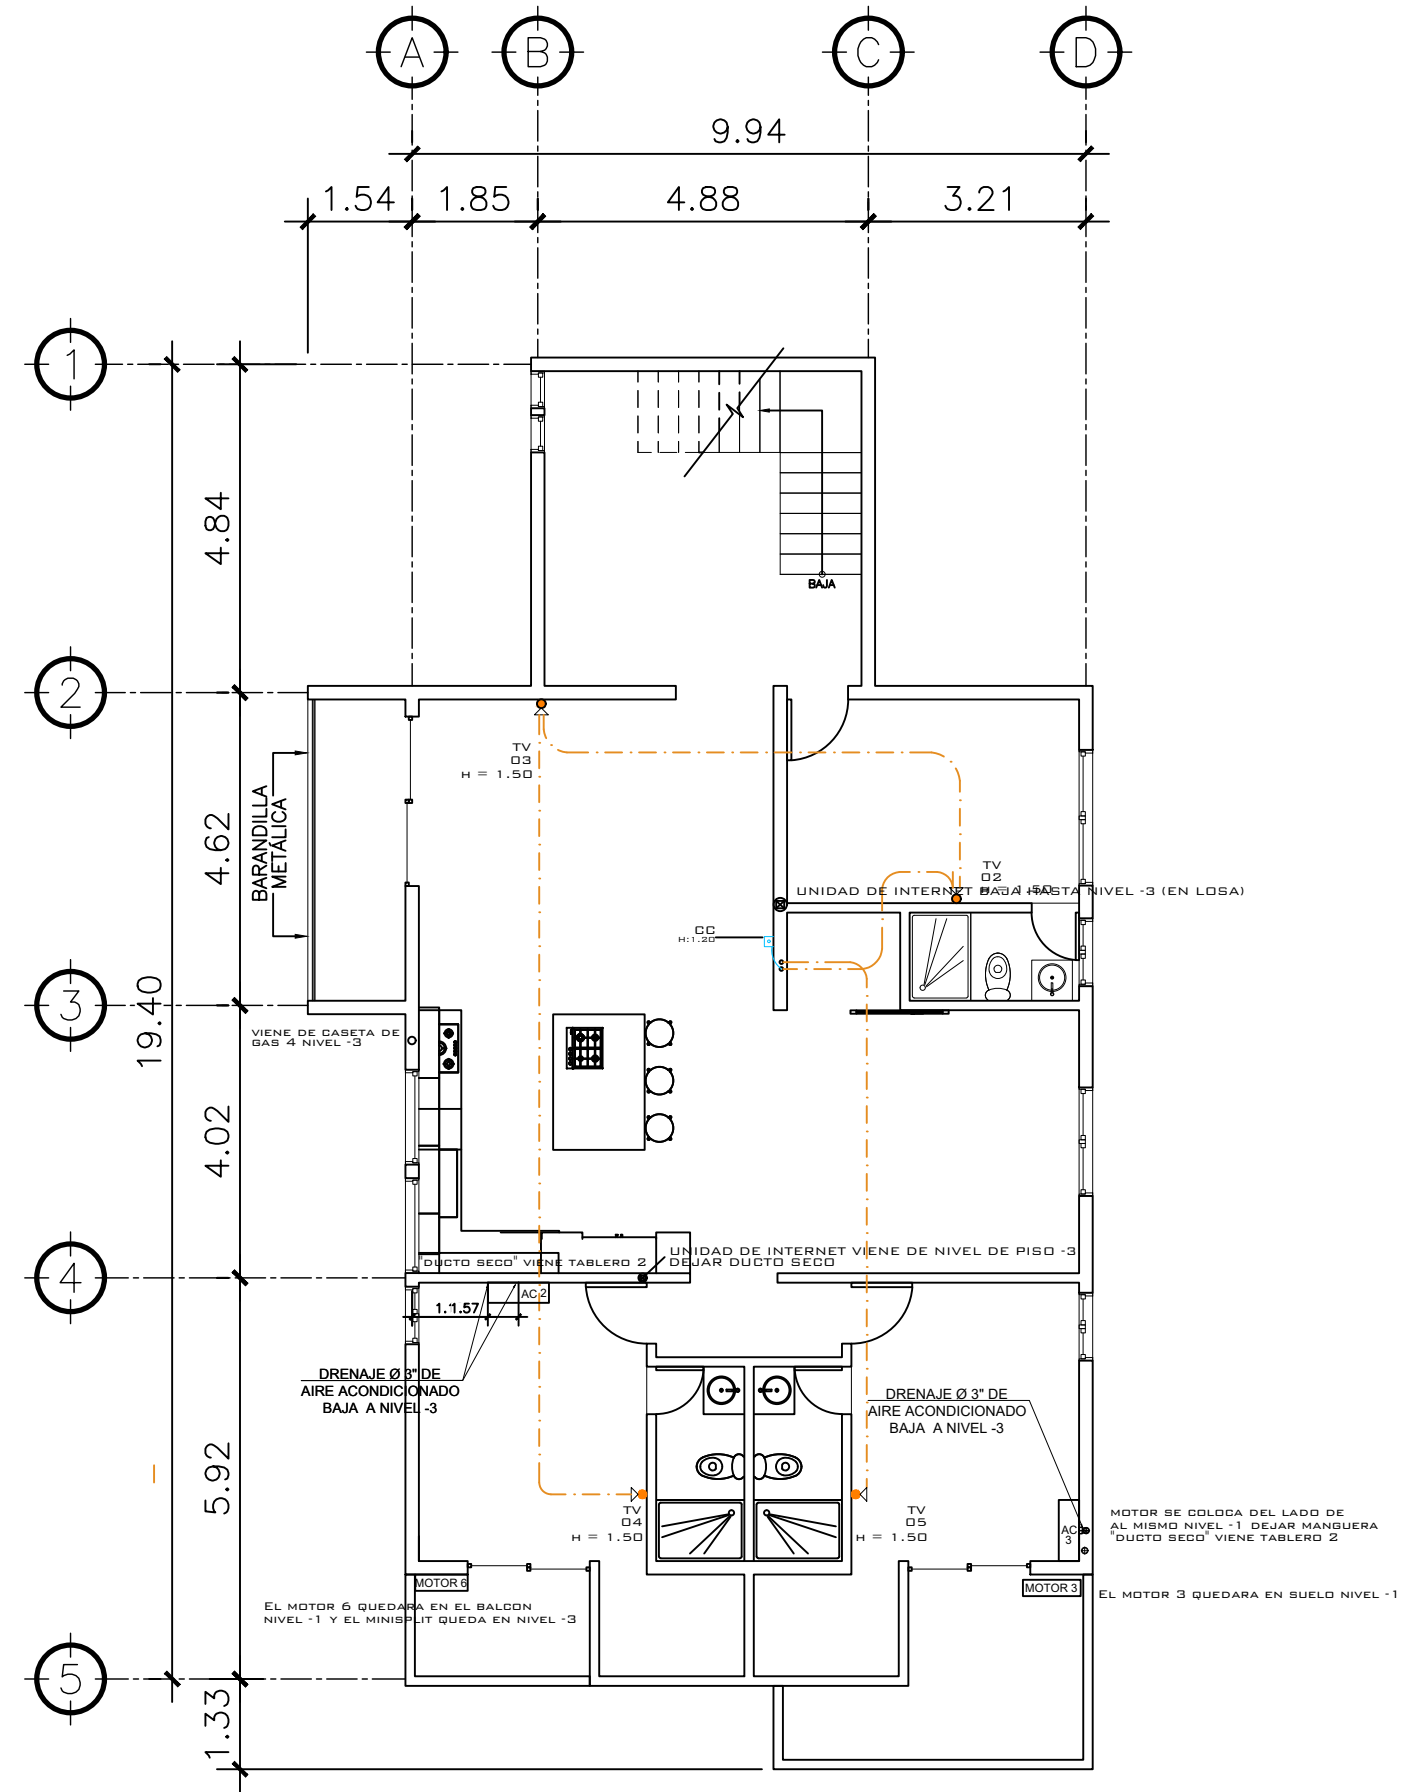 A B C D
9.94
1.54 1.85 4.88 3.21
1
4.84
BAJA
2
TV
03
H = 1.50
BARANDILLA
METÁLICA
4.62
TV
02
H = 1.50
UNIDAD DE INTERNET BAJA HASTA NIVEL -3 (EN LOSA)
CC
H:1.20
3
19.40
VIENE DE CASETA DE
GAS 4 NIVEL -3
4.02
UNIDAD DE INTERNET VIENE DE NIVEL DE PISO -3
DEJAR DUCTO SECO
"DUCTO SECO" VIENE TABLERO 2
4
AC 2
1.1.57
DRENAJE Ø 3" DE
AIRE ACONDICIONADO
BAJA A NIVEL -3
DRENAJE Ø 3" DE
AIRE ACONDICIONADO
BAJA A NIVEL -3
5.92
TV
04
H = 1.50
TV
05
H = 1.50
AC
3
MOTOR SE COLOCA DEL LADO DE
AL MISMO NIVEL -1 DEJAR MANGUERA
"DUCTO SECO" VIENE TABLERO 2
MOTOR 6
MOTOR 3
EL MOTOR 3 QUEDARA EN SUELO NIVEL -1
EL MOTOR 6 QUEDARA EN EL BALCON
NIVEL -1 Y EL MINISPLIT QUEDA EN NIVEL -3
5
1.33